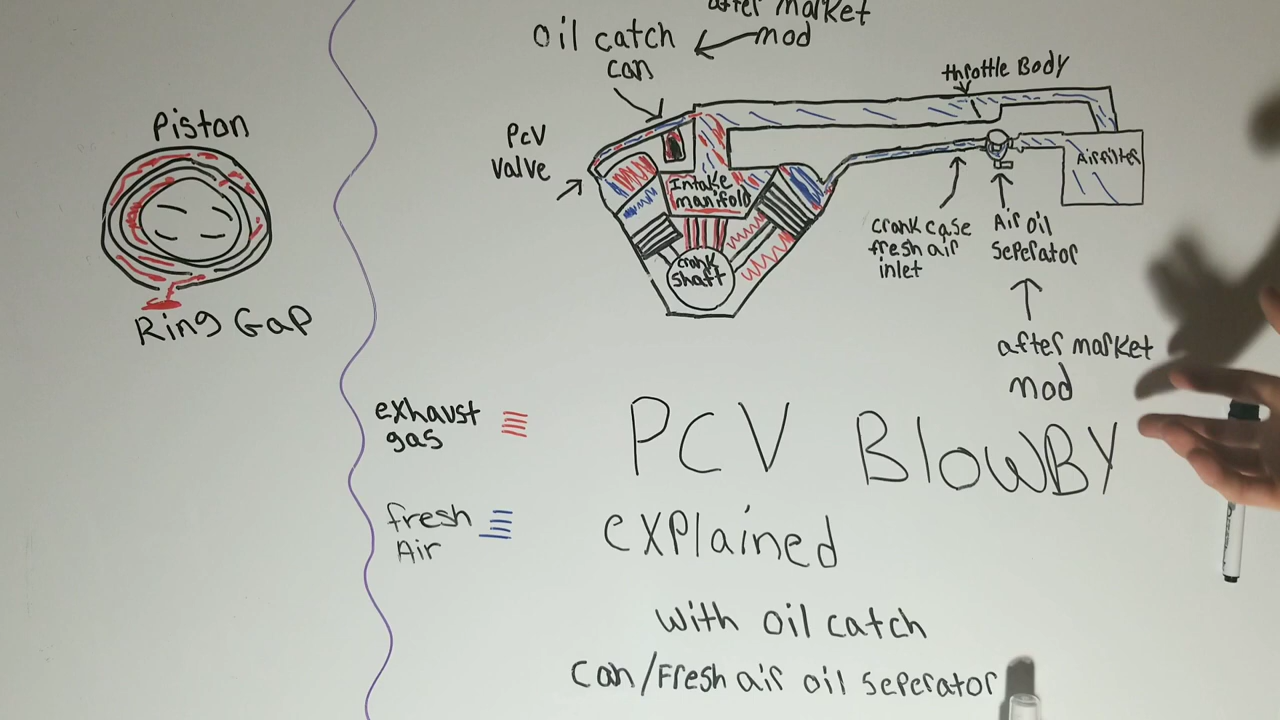 after market
mod
oil catch
can
Throttle Body
PCV
valve
Piston
Airfilter
Intake
manifold
crank
shaft
crank case
fresh air
inlet
Air oil
seperator
Ring Gap
after market
mod
exhaust
gas
PCV BlowBY
fresh
Air
explained
with oil catch
can/Fresh air oil seperator